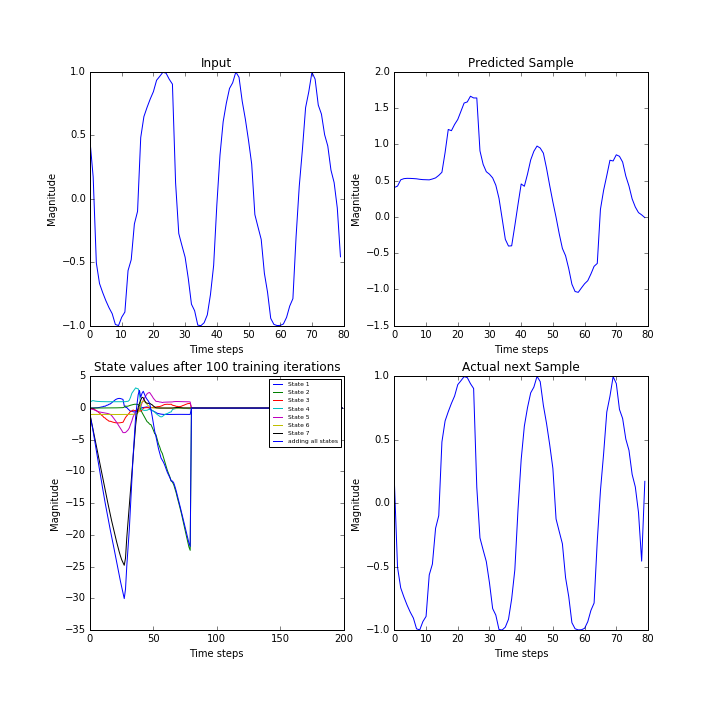 Input
1.0
0.5
0.0
−0.5
−1.0
Magnitude
0 10 20 30 40 50 60 70 80
Time steps
Predicted Sample
2.0
1.5
1.0
0.5
0.0
−0.5
−1.0
−1.5
Magnitude
0 10 20 30 40 50 60 70 80
Time steps
State values after 100 training iterations
5
0
−5
−10
−15
−20
−25
−30
−35
Magnitude
0 50 100 150 200
Time steps
State 1
State 2
State 3
State 4
State 5
State 6
State 7
adding all states
Actual next Sample
1.0
0.5
0.0
−0.5
−1.0
Magnitude
0 10 20 30 40 50 60 70 80
Time steps